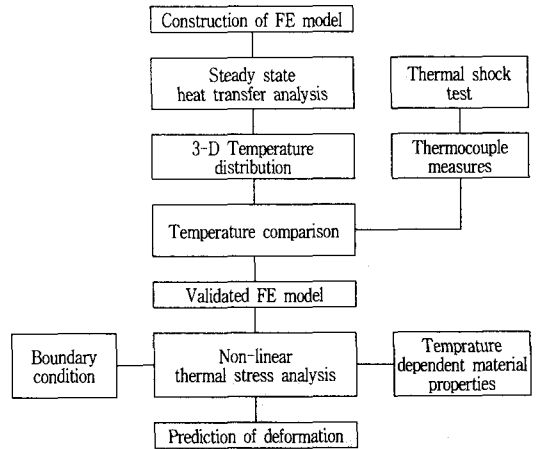 Construction of FE model
Steady state
heat transfer analysis
Thermal shock
test
3-D Temperature
distribution
Thermocouple
measures
Temperature comparison
Validated FE model
Boundary
condition
Non-linear
thermal stress analysis
Temprature
dependent material
properties
Prediction of deformation